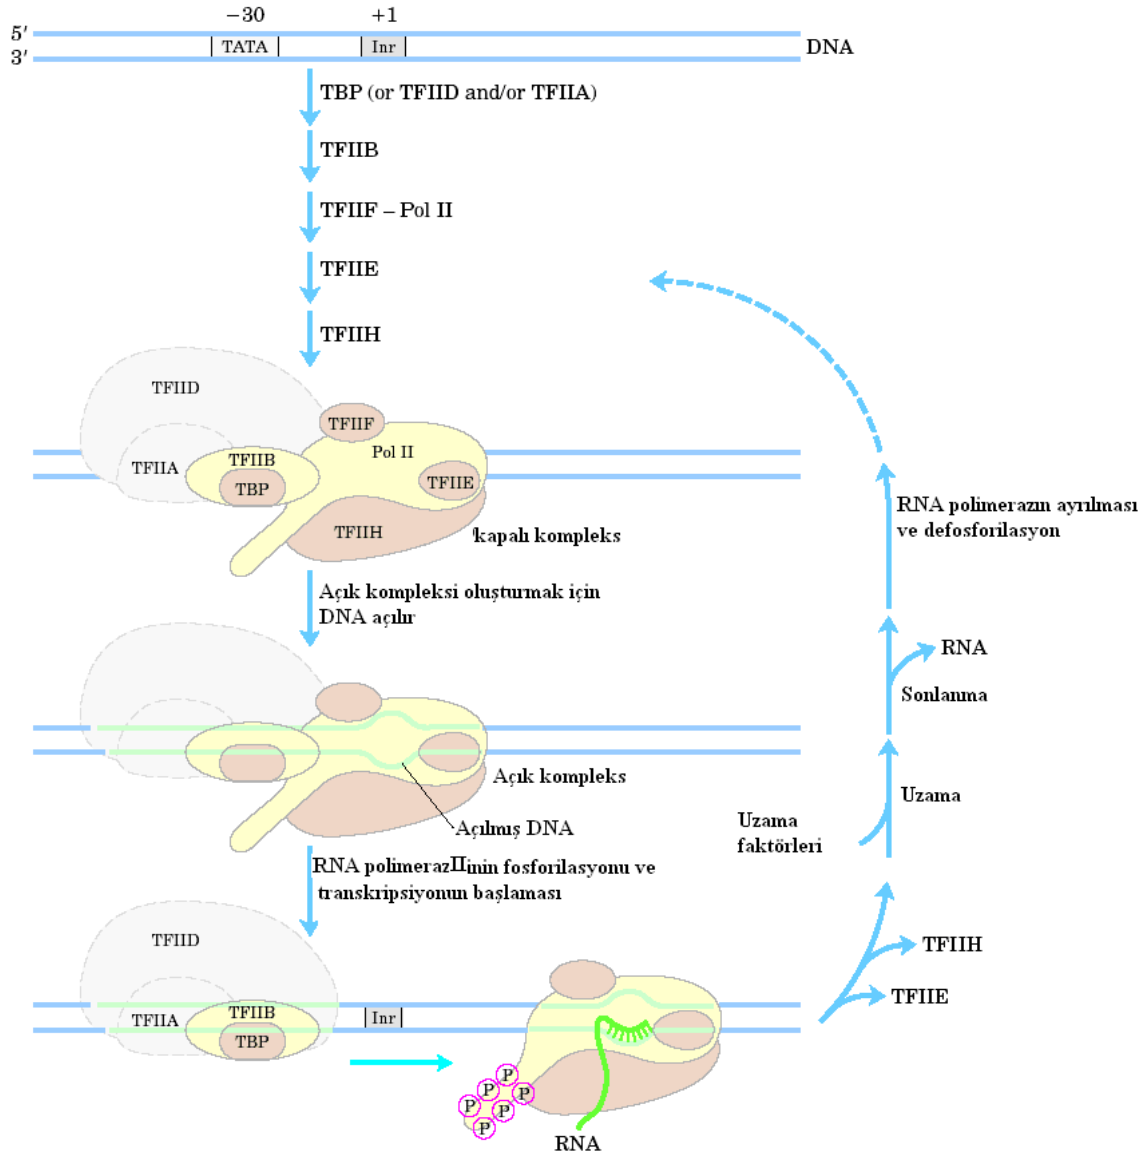 −30 +1
5′
TATA Inr DNA
3′
TBP (or TFIID and/or TFIIA)
TFIIB
TFIIF – Pol II
TFIIE
TFIIH
TFIID
TFIIF
Pol II
TFIIB
TFIIA
TBP
TFIIE
TFIIH
kapalı kompleks
RNA polimerazın ayrılması
ve defosforilasyon
Açık kompleksi oluşturmak için
DNA açılır
RNA
Sonlanma
Açık kompleks
Uzama
Açılmış DNA
Uzama
faktörleri
RNA polimerazIIinin fosforilasyonu ve
transkripsiyonun başlaması
TFIID
TFIIH
TFIIE
TFIIB
TFIIA
Inr
TBP
P
P
P
P
P
P
RNA